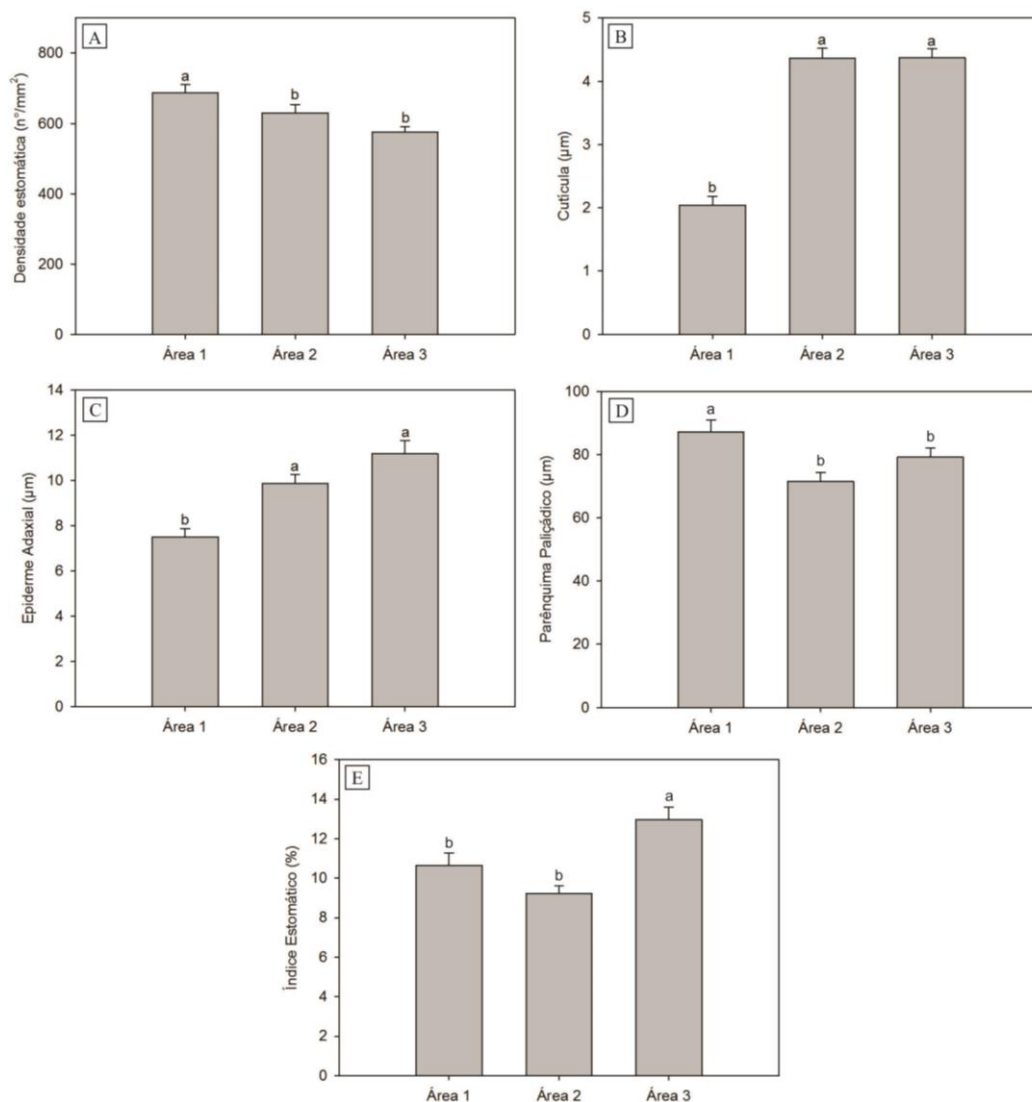 A
Densidade estomática (n°/mm²)
800
600
400
200
0
a
b
b
Área 1
Área 2
Área 3
B
Cutícula (µm)
5
4
3
2
1
0
b
a
a
Área 1
Área 2
Área 3
C
Epiderme Adaxial (µm)
14
12
10
8
6
4
2
0
b
a
a
Área 1
Área 2
Área 3
D
Parênquima Paliçádico (µm)
100
80
60
40
20
0
a
b
b
Área 1
Área 2
Área 3
E
Índice Estomático (%)
16
14
12
10
8
6
4
2
0
b
b
a
Área 1
Área 2
Área 3